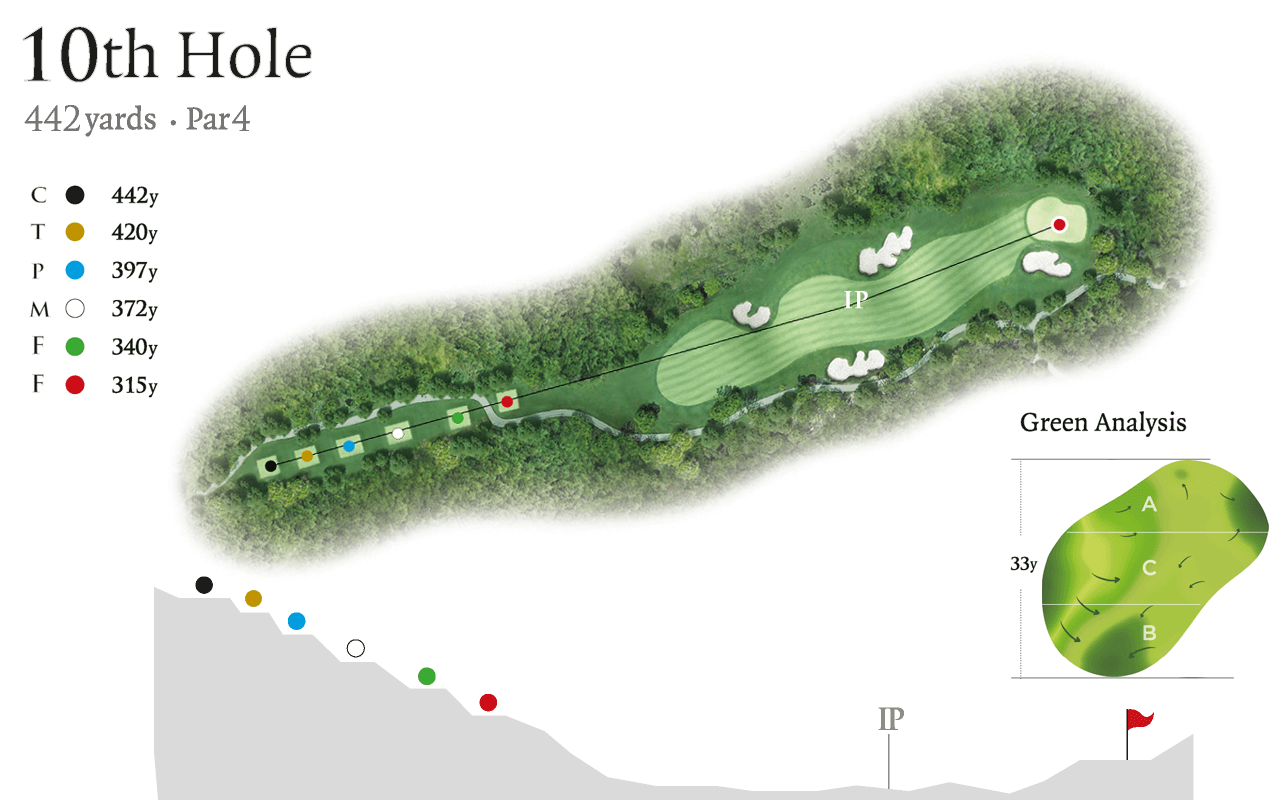 10th Hole
442yards · Par4
C 442y
T 420y
P 397y
M 372y
F 340y
F 315y
IP
Green Analysis
A
33y
C
B
IP